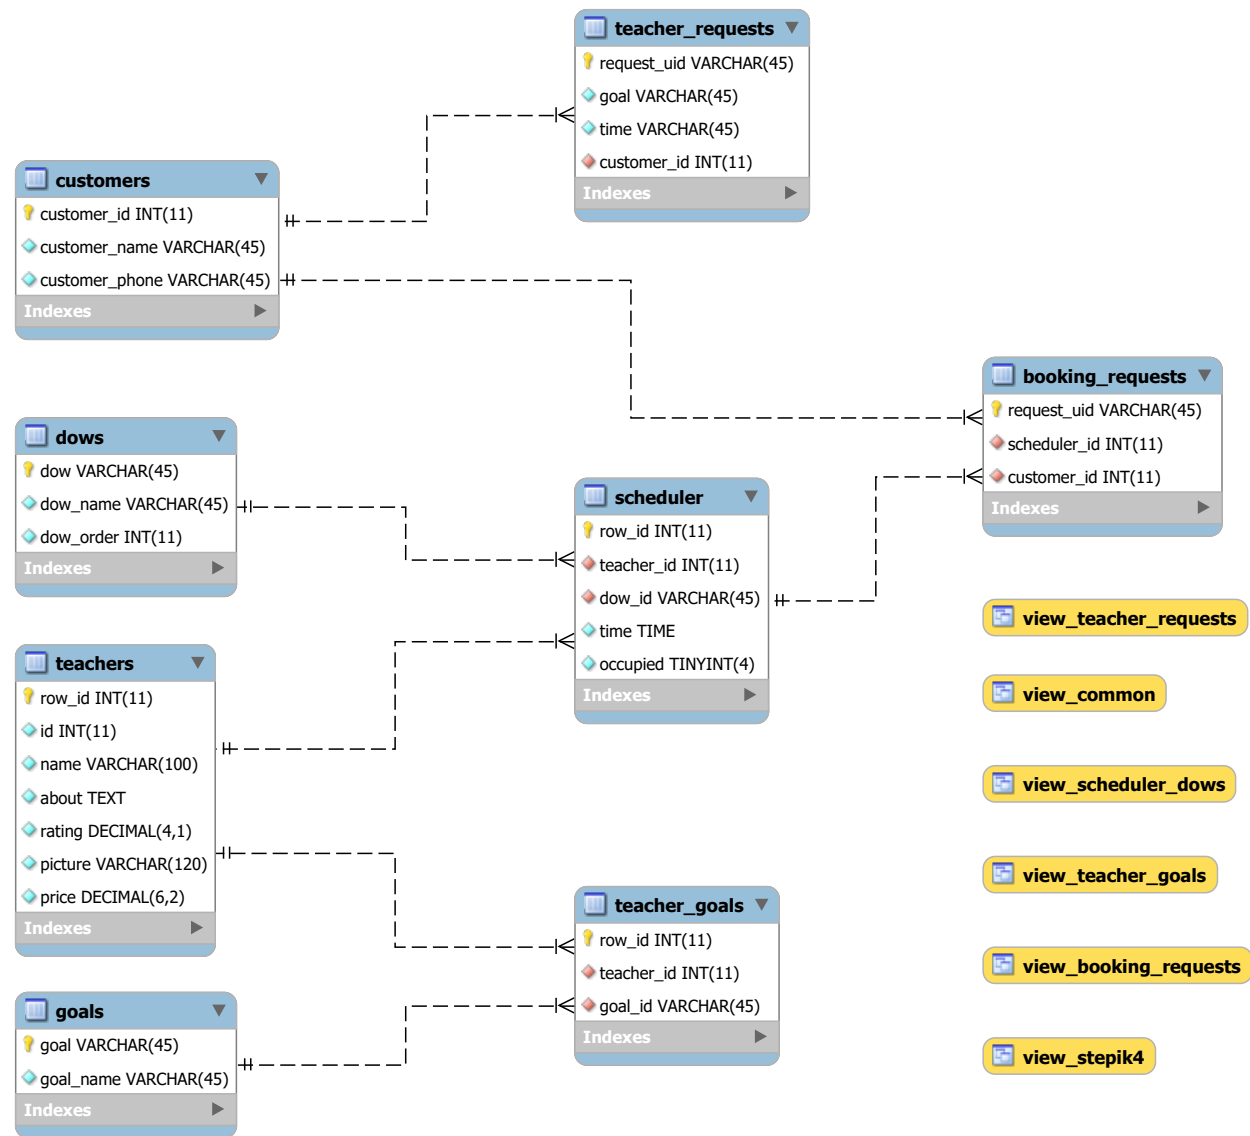 teacher_requests
request_uid VARCHAR(45)
goal VARCHAR(45)
time VARCHAR(45)
customer_id INT(11)
Indexes
customers
customer_id INT(11)
customer_name VARCHAR(45)
customer_phone VARCHAR(45)
Indexes
booking_requests
request_uid VARCHAR(45)
scheduler_id INT(11)
customer_id INT(11)
Indexes
dows
dow VARCHAR(45)
dow_name VARCHAR(45)
dow_order INT(11)
Indexes
scheduler
row_id INT(11)
teacher_id INT(11)
dow_id VARCHAR(45)
time TIME
occupied TINYINT(4)
Indexes
teachers
row_id INT(11)
id INT(11)
name VARCHAR(100)
about TEXT
rating DECIMAL(4,1)
picture VARCHAR(120)
price DECIMAL(6,2)
Indexes
teacher_goals
row_id INT(11)
teacher_id INT(11)
goal_id VARCHAR(45)
Indexes
goals
goal VARCHAR(45)
goal_name VARCHAR(45)
Indexes
view_teacher_requests
view_common
view_scheduler_dows
view_teacher_goals
view_booking_requests
view_stepik4